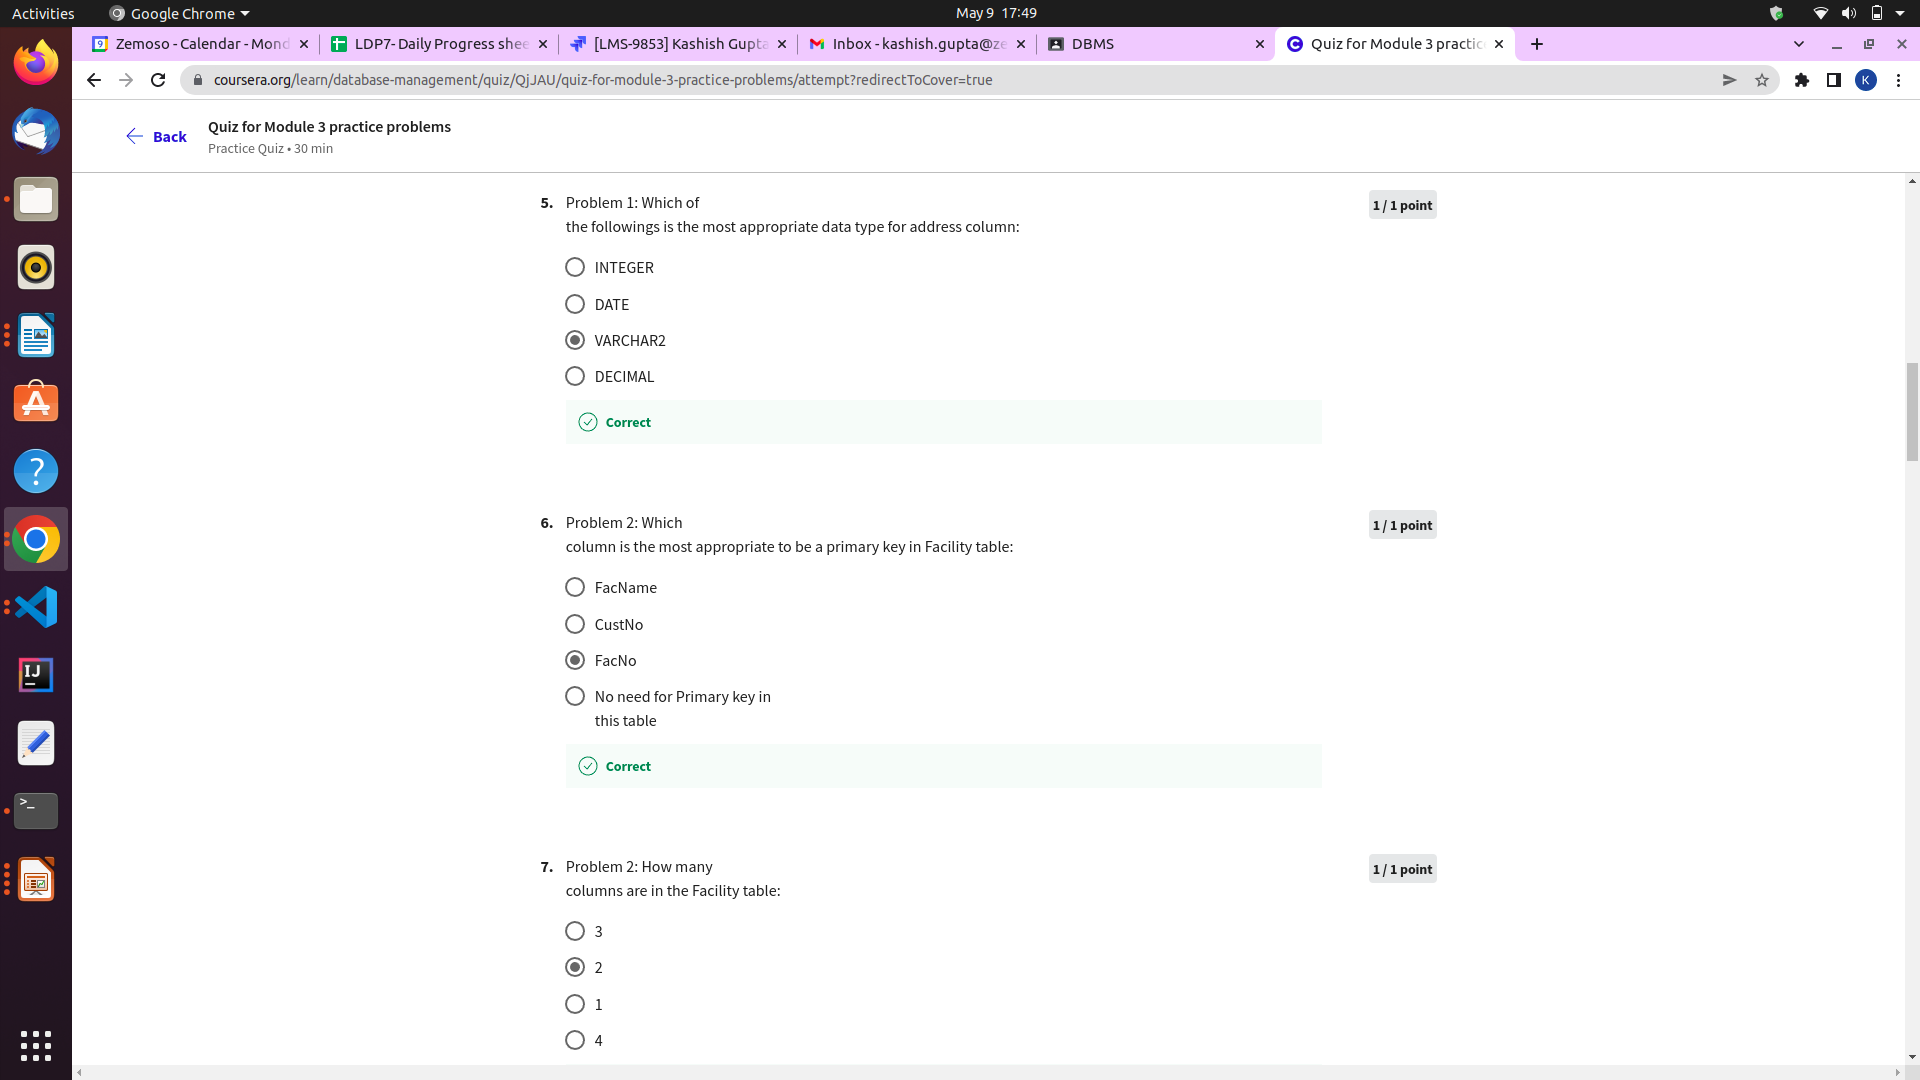 Activities
Google Chrome
May 9 17:49
Zemoso - Calendar - Mond
LDP7- Daily Progress shee
[LMS-9853] Kashish Gupta
Inbox - kashish.gupta@ze
DBMS
Quiz for Module 3 practic
coursera.org/learn/database-management/quiz/QjJAU/quiz-for-module-3-practice-problems/attempt?redirectToCover=true
K
Back
Quiz for Module 3 practice problems
Practice Quiz • 30 min
5. Problem 1: Which of
the followings is the most appropriate data type for address column:
1 / 1 point
INTEGER
DATE
VARCHAR2
DECIMAL
Correct
6. Problem 2: Which
column is the most appropriate to be a primary key in Facility table:
1 / 1 point
FacName
CustNo
FacNo
No need for Primary key in
this table
Correct
7. Problem 2: How many
columns are in the Facility table:
1 / 1 point
3
2
1
4